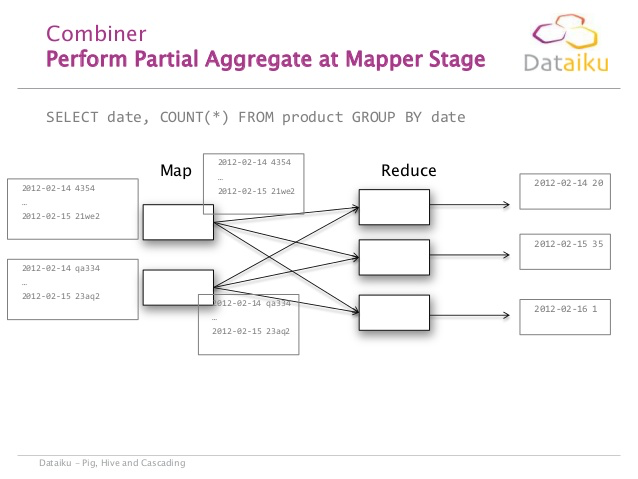 Combiner
Perform Partial Aggregate at Mapper Stage
Dataiku
SELECT date, COUNT(*) FROM product GROUP BY date
Map
Reduce
2012-02-14 4354
…
2012-02-15 21we2
2012-02-14 4354
…
2012-02-15 21we2
2012-02-14 20
2012-02-14 qa334
…
2012-02-15 23aq2
2012-02-15 35
2012-02-14 qa334
…
2012-02-15 23aq2
2012-02-16 1
Dataiku – Pig, Hive and Cascading